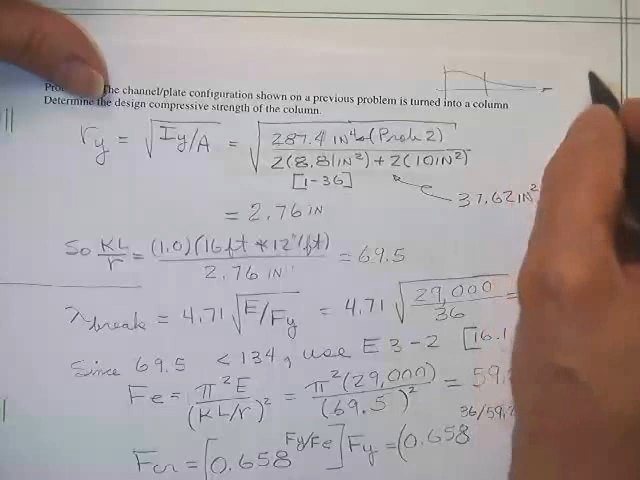 The channel/plate configuration shown on a previous problem is turned into a column
Determine the design compressive strength of the column.
ry = √(Iy/A) = √(287.4 IN⁴ (Prob 2) / 2(8.81 IN²) + 2(10 IN²))
[1-36]
37.62 IN²
= 2.76 IN
So KL/r = (1.0)(16ft * 12"/ft) / 2.76 IN = 69.5
λbreak = 4.71 √(E/Fy) = 4.71 √(29,000/36) =
Since 69.5 < 134, use E3-2 [16.1
Fe = π²E/(KL/r)² = π²(29,000)/(69.5)² = 59.
Fcr = [0.658^(Fy/Fe)] Fy = (0.658^(36/59.